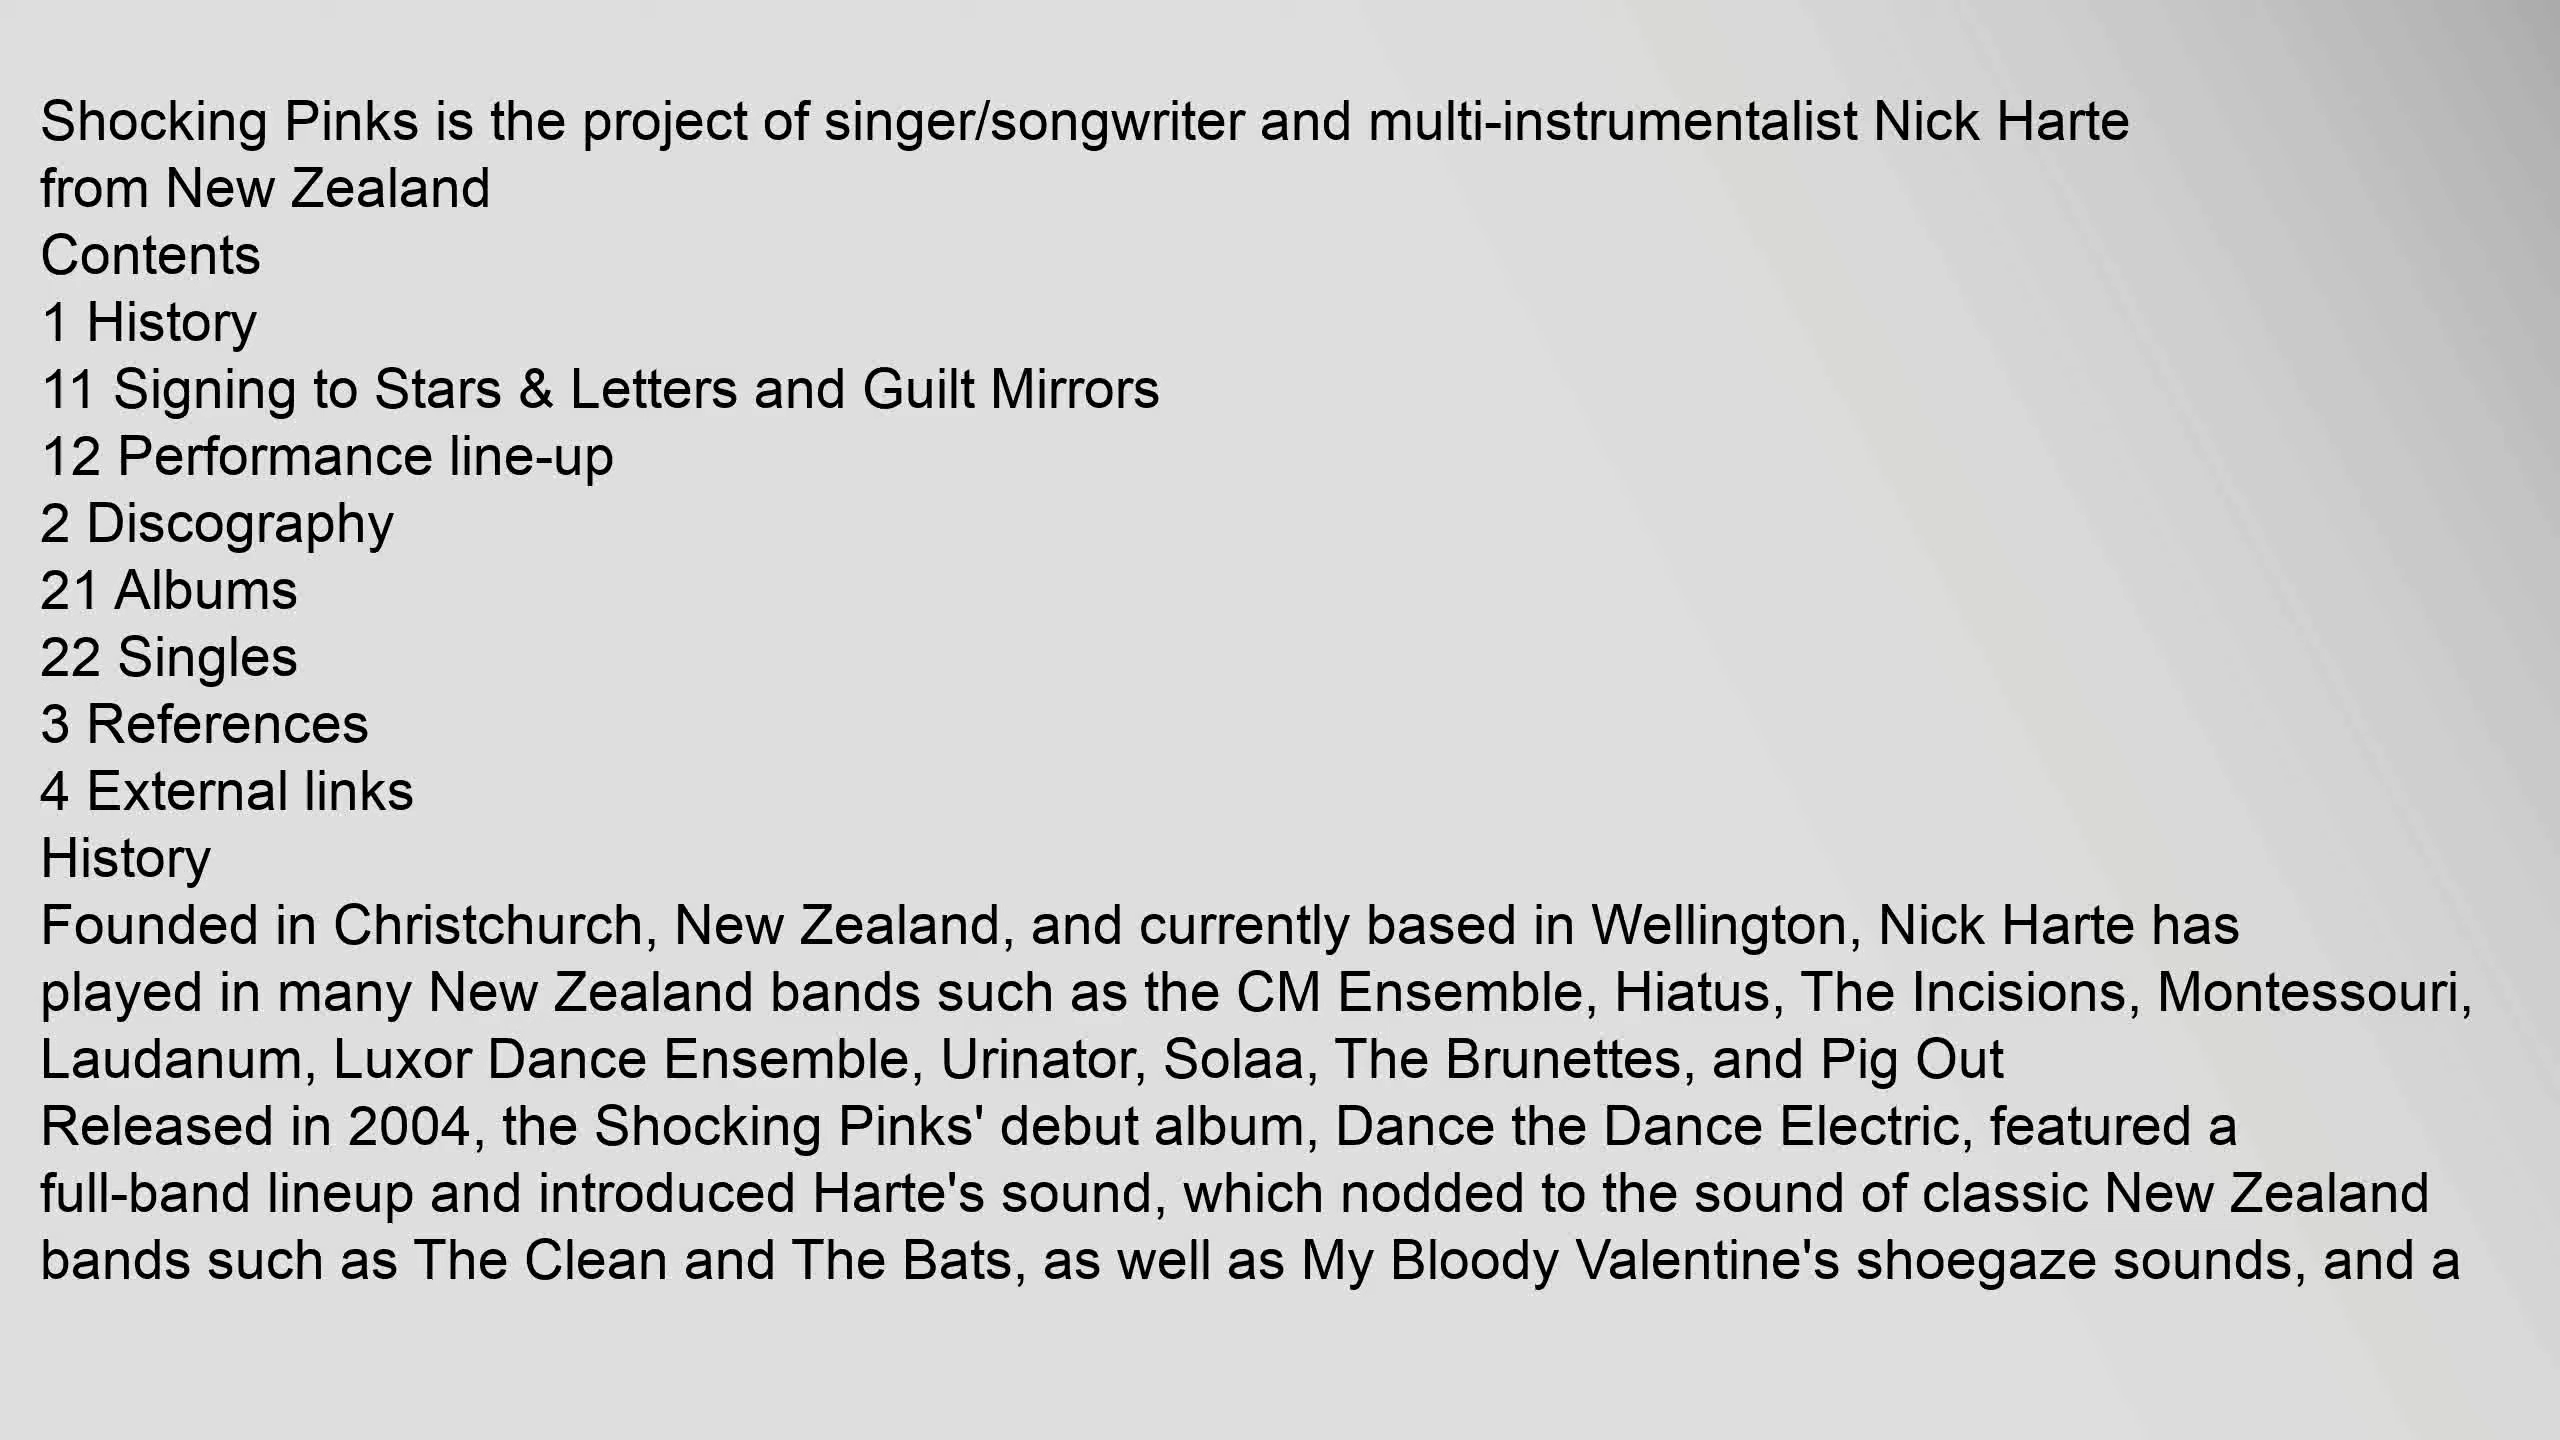 Shocking Pinks is the project of singer/songwriter and multi-instrumentalist Nick Harte
from New Zealand
Contents
1 History
11 Signing to Stars & Letters and Guilt Mirrors
12 Performance line-up
2 Discography
21 Albums
22 Singles
3 References
4 External links
History
Founded in Christchurch, New Zealand, and currently based in Wellington, Nick Harte has
played in many New Zealand bands such as the CM Ensemble, Hiatus, The Incisions, Montessouri,
Laudanum, Luxor Dance Ensemble, Urinator, Solaa, The Brunettes, and Pig Out
Released in 2004, the Shocking Pinks' debut album, Dance the Dance Electric, featured a
full-band lineup and introduced Harte's sound, which nodded to the sound of classic New Zealand
bands such as The Clean and The Bats, as well as My Bloody Valentine's shoegaze sounds, and a